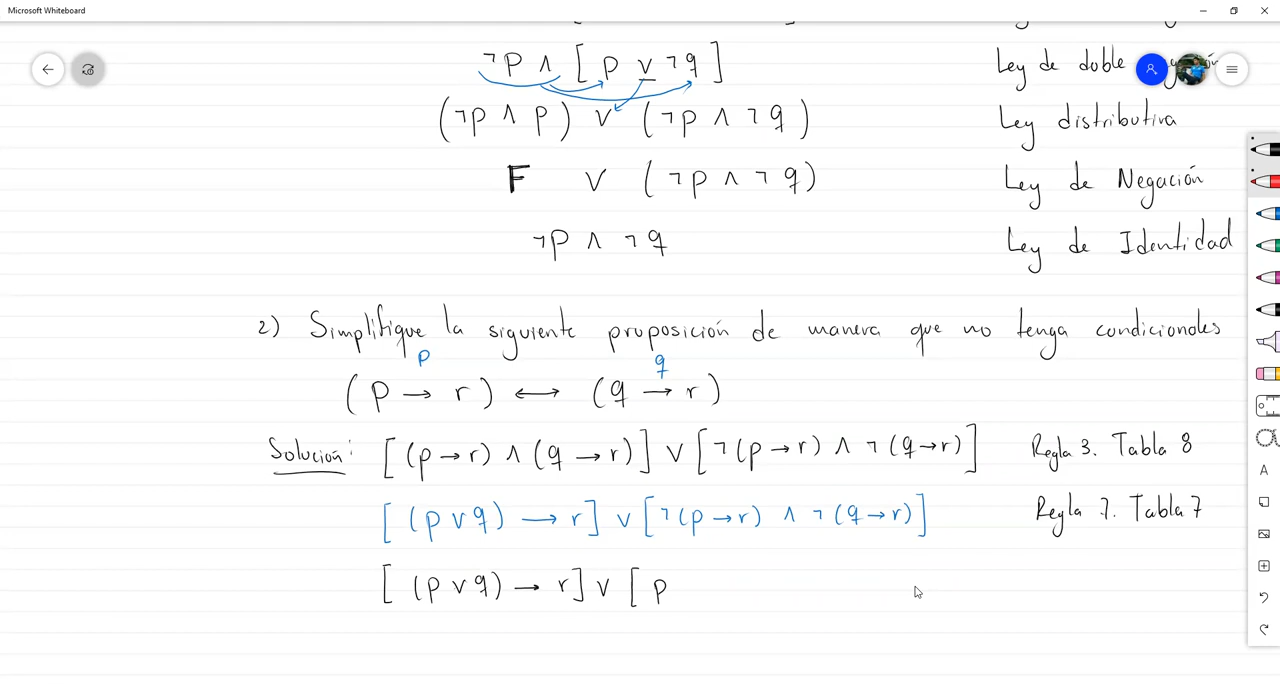 Microsoft Whiteboard
¬p ∧ [ p ∨ ¬q ] Ley de doble
(¬p ∧ p) ∨ (¬p ∧ ¬q) Ley distributiva
F ∨ (¬p ∧ ¬q) Ley de Negación
¬p ∧ ¬q Ley de Identidad
2) Simplifique la siguiente proposición de manera que no tenga condicionales
p q
(p → r) ↔ (q → r)
Solución: [(p → r) ∧ (q → r)] ∨ [¬(p → r) ∧ ¬(q → r)] Regla 3. Tabla 8
[(p ∨ q) → r] ∨ [¬(p → r) ∧ ¬(q → r)] Regla 7. Tabla 7
[(p ∨ q) → r] ∨ [ p
A